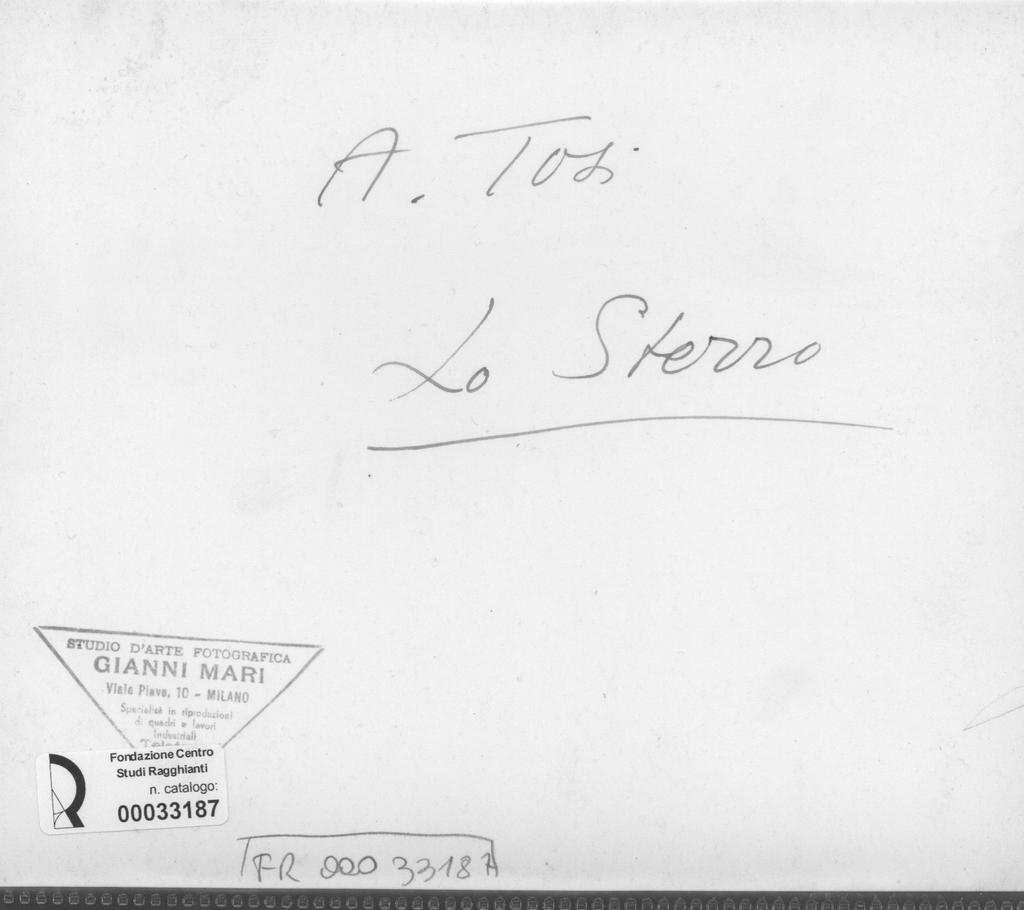 A. Tosi
Lo Sterro
STUDIO D'ARTE FOTOGRAFICA
GIANNI MARI
Viale Piave, 10 - MILANO
Specialità in riproduzioni
di quadri e lavori
industriali
Fondazione Centro
Studi Ragghianti
n. catalogo:
00033187
FR 000 33187